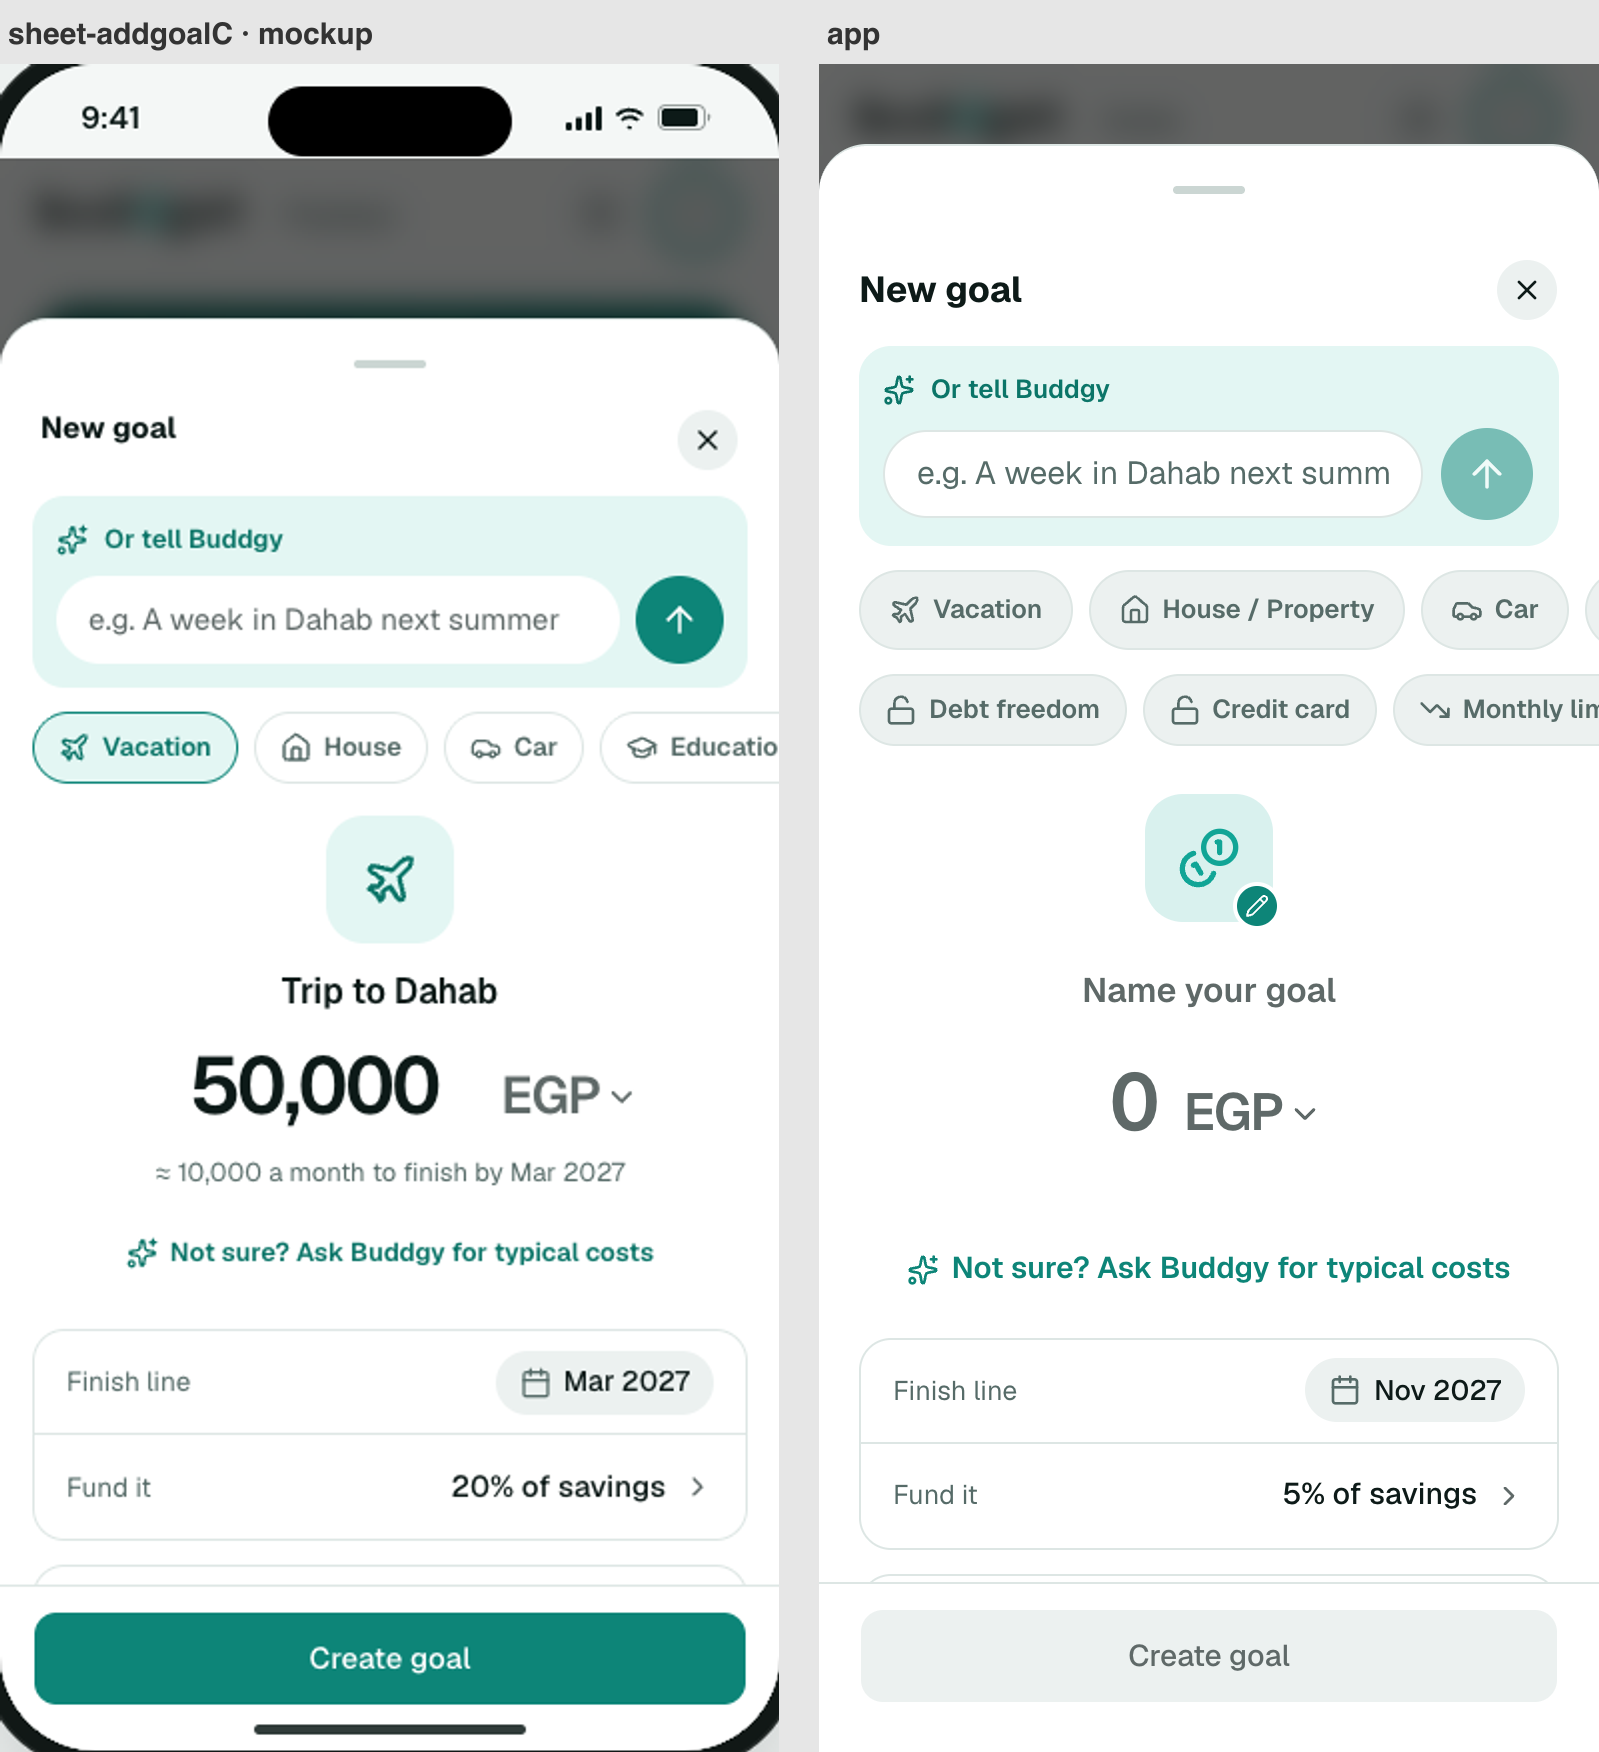 sheet-addgoalC · mockup
9:41
New goal
Or tell Buddgy
e.g. A week in Dahab next summer
Vacation
House
Car
Educatio
Trip to Dahab
50,000 EGP
≈ 10,000 a month to finish by Mar 2027
Not sure? Ask Buddgy for typical costs
Finish line
Mar 2027
Fund it
20% of savings
Create goal
app
New goal
Or tell Buddgy
e.g. A week in Dahab next summ
Vacation
House / Property
Car
Debt freedom
Credit card
Monthly lim
Name your goal
0 EGP
Not sure? Ask Buddgy for typical costs
Finish line
Nov 2027
Fund it
5% of savings
Create goal